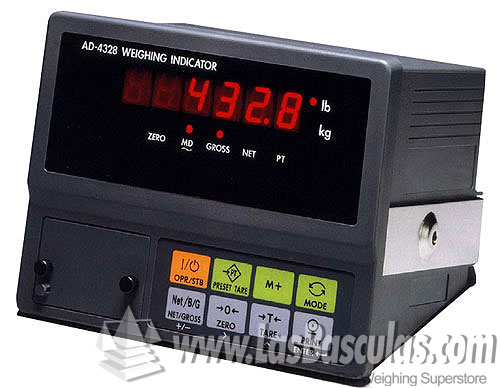 AD-4328 WEIGHING INDICATOR
432.8
lb
kg
ZERO MD GROSS NET PT
I/⏻ PT M+
OPR/STB PRESET TARE MODE
Net/B/G →0← →T←
NET/GROSS ZERO TARE PRINT
+/- ENTER
www.LasBasculas.com
Weighing Superstore